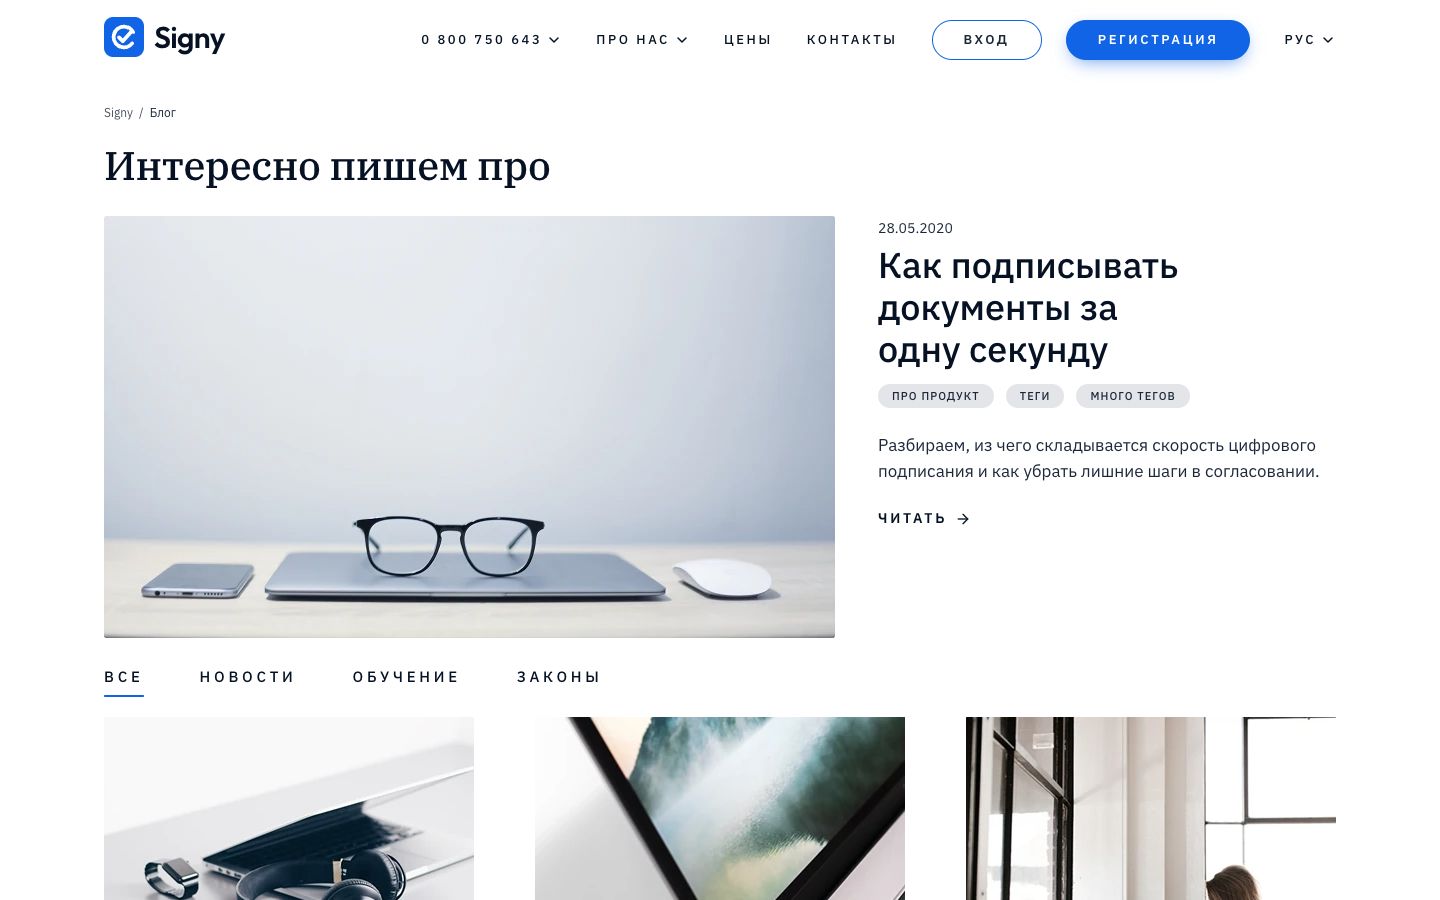 Signy
0 800 750 643
ПРО НАС
ЦЕНЫ
КОНТАКТЫ
ВХОД
РЕГИСТРАЦИЯ
РУС
Signy / Блог
Интересно пишем про
28.05.2020
Как подписывать
документы за
одну секунду
ПРО ПРОДУКТ
ТЕГИ
МНОГО ТЕГОВ
Разбираем, из чего складывается скорость цифрового
подписания и как убрать лишние шаги в согласовании.
ЧИТАТЬ
ВСЕ
НОВОСТИ
ОБУЧЕНИЕ
ЗАКОНЫ